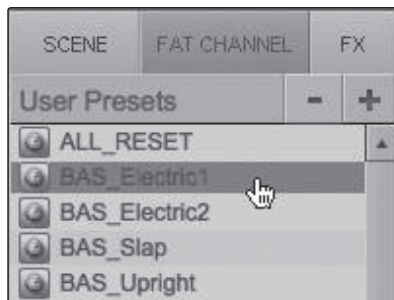 SCENE FAT CHANNEL FX
User Presets - +
ALL_RESET
BAS_Electric1
BAS_Electric2
BAS_Slap
BAS_Upright